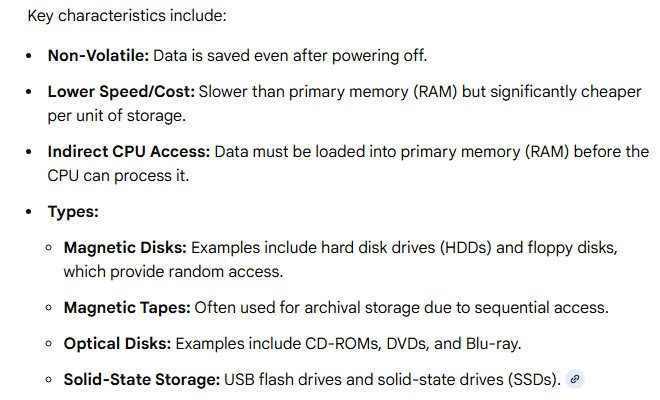 Key characteristics include:
• Non-Volatile: Data is saved even after powering off.
• Lower Speed/Cost: Slower than primary memory (RAM) but significantly cheaper
per unit of storage.
• Indirect CPU Access: Data must be loaded into primary memory (RAM) before the
CPU can process it.
• Types:
◦ Magnetic Disks: Examples include hard disk drives (HDDs) and floppy disks,
which provide random access.
◦ Magnetic Tapes: Often used for archival storage due to sequential access.
◦ Optical Disks: Examples include CD-ROMs, DVDs, and Blu-ray.
◦ Solid-State Storage: USB flash drives and solid-state drives (SSDs).